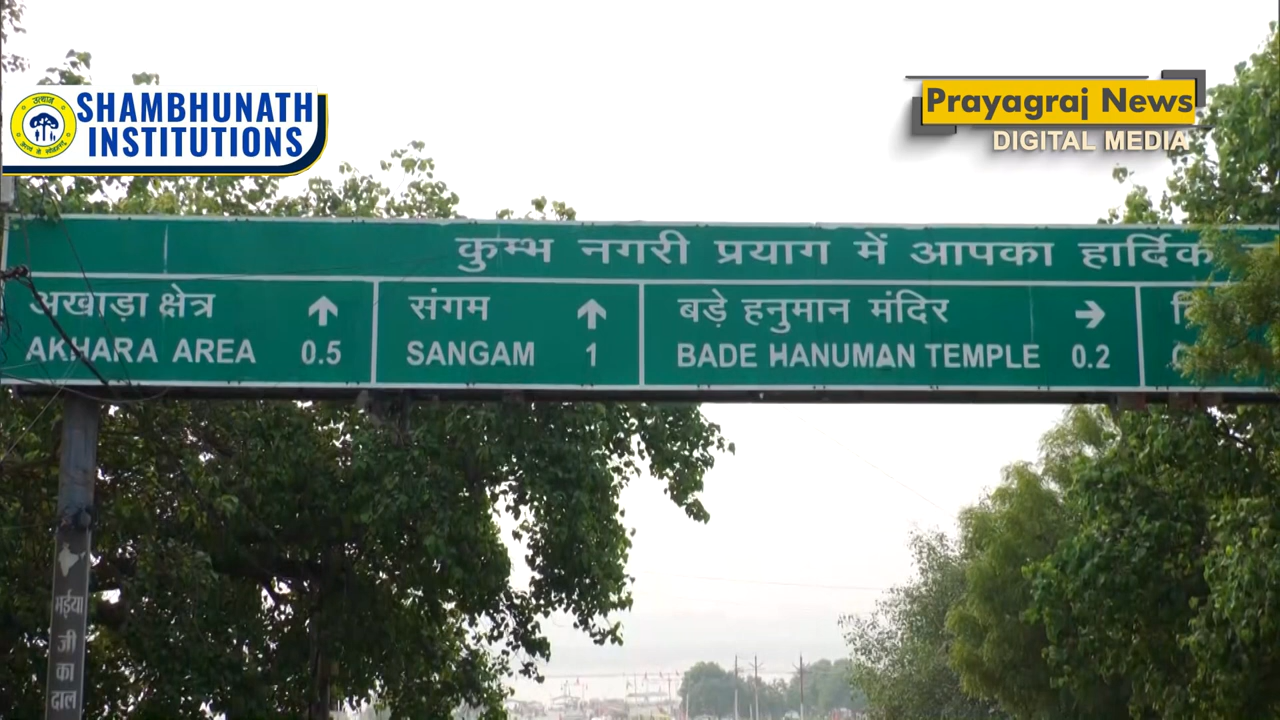 SHAMBHUNATH
INSTITUTIONS
Prayagraj News
DIGITAL MEDIA
कुम्भ नगरी प्रयाग में आपका हार्दिक
अखाड़ा क्षेत्र
AKHARA AREA 0.5
संगम
SANGAM 1
बड़े हनुमान मंदिर
BADE HANUMAN TEMPLE 0.2
भईया
जी
का
दाल